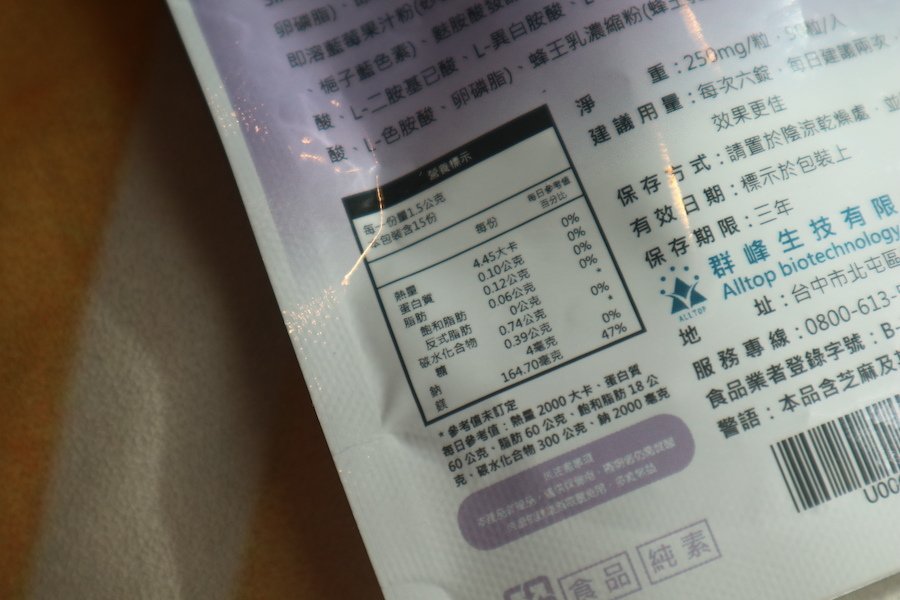 卵磷脂)、
即溶藍莓果汁粉
、梔子藍色素)、麩胺酸
酸、L-二胺基己酸、L-異白胺酸、
酸、L-色胺酸、卵磷脂)、蜂王乳濃縮粉(蜂王
營養標示
每一份量1.5公克
本包裝含15份
每份 每日參考值百分比
熱量 4.45大卡 0%
蛋白質 0.10公克 0%
脂肪 0.12公克 0%
飽和脂肪 0.06公克 0%
反式脂肪 0公克 *
碳水化合物 0.74公克 0%
糖 0.39公克 *
鈉 4毫克 0%
鎂 164.70毫克 47%
* 參考值未訂定
每日參考值:熱量 2000 大卡、蛋白質
60 公克、脂肪 60 公克、飽和脂肪 18 公
克、碳水化合物 300 公克、鈉 2000 毫克
食品 純素
淨 重:250mg/粒,
建議用量:每次六錠,每日建議兩次,
效果更佳
保存方式:請置於陰涼乾燥處,並
有效日期:標示於包裝上
保存期限:三年
ALLTOP
群峰生技有限
Alltop biotechnology
地 址:台中市北屯區
服務專線:0800-613-
食品業者登錄字號:B-
警語:本品含芝麻及